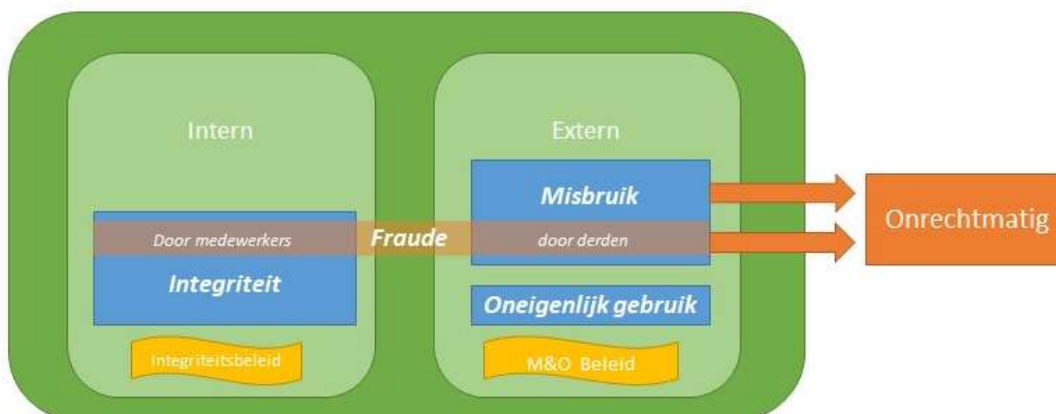 Intern
Extern
Misbruik
Door medewerkers
Fraude
door derden
Onrechtmatig
Integriteit
Oneigenlijk gebruik
Integriteitsbeleid
M&O Beleid